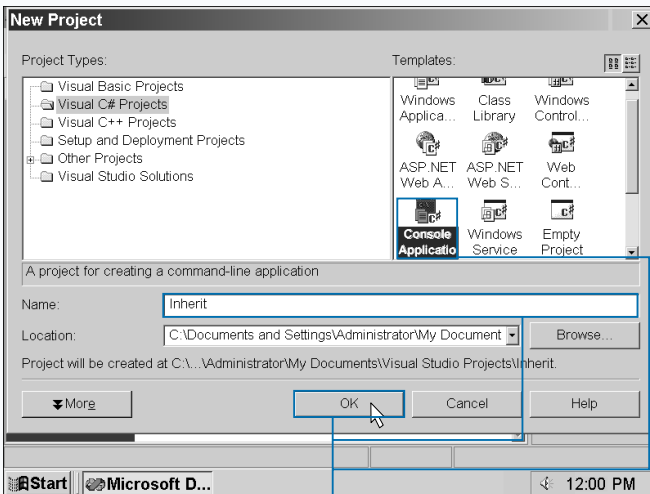 New Project
Project Types:
Templates:
Visual Basic Projects
Visual C# Projects
Visual C++ Projects
Setup and Deployment Projects
Other Projects
Visual Studio Solutions
Windows Applica...
Class Library
Windows Control...
ASP.NET Web A...
ASP.NET Web S...
Web Cont...
Console Applicatio
Windows Service
Empty Project
A project for creating a command-line application
Name:
Inherit
Location:
C:\Documents and Settings\Administrator\My Document
Browse...
Project will be created at C:\...\Administrator\My Documents\Visual Studio Projects\Inherit.
More
OK
Cancel
Help
Start
Microsoft D...
12:00 PM